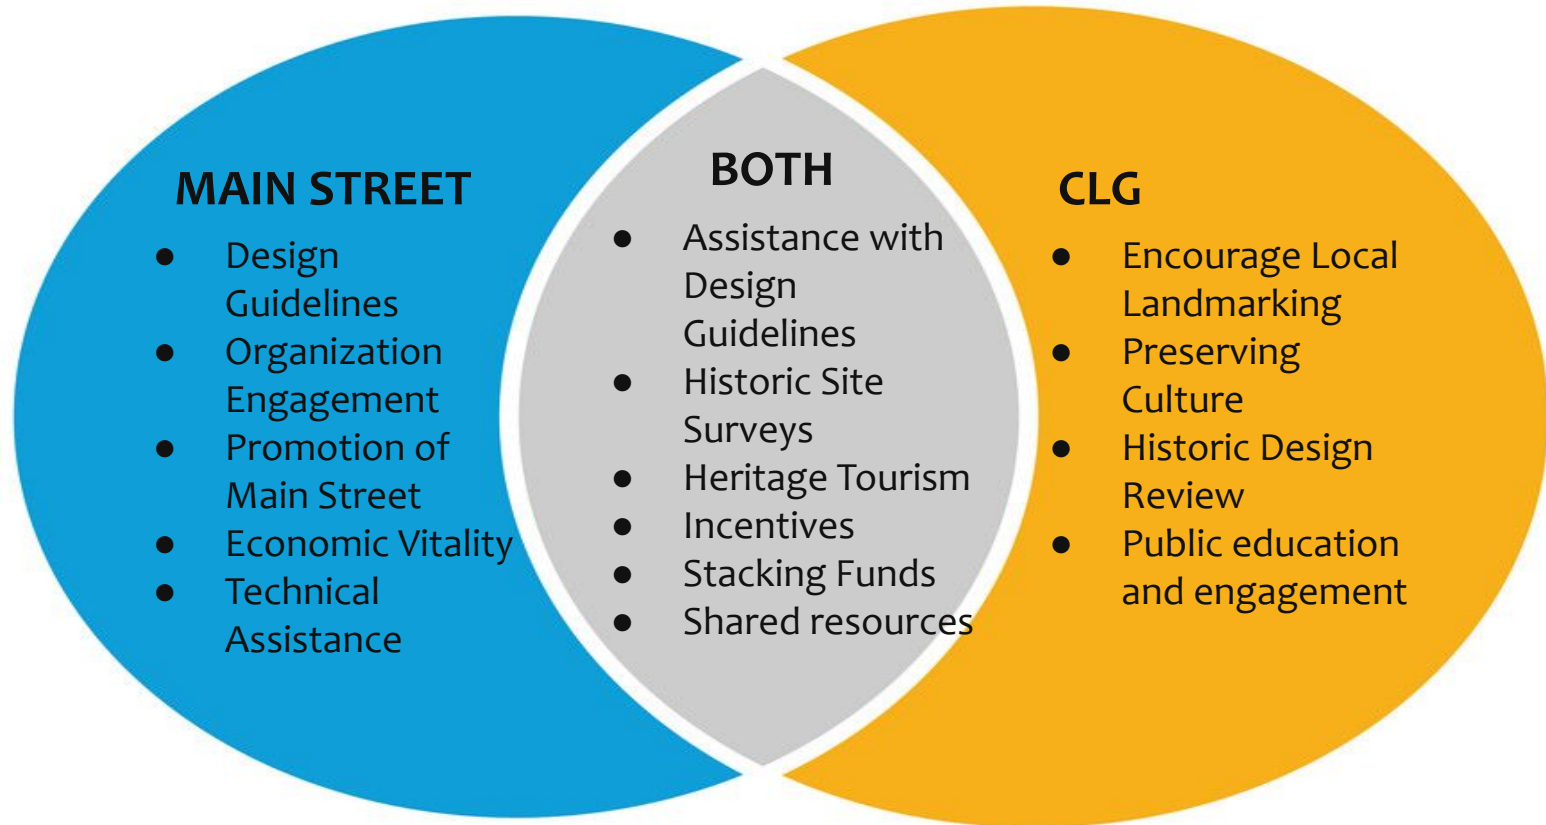 MAIN STREET
● Design
Guidelines
● Organization
Engagement
● Promotion of
Main Street
● Economic Vitality
● Technical
Assistance
BOTH
● Assistance with
Design
Guidelines
● Historic Site
Surveys
● Heritage Tourism
● Incentives
● Stacking Funds
● Shared resources
CLG
● Encourage Local
Landmarking
● Preserving
Culture
● Historic Design
Review
● Public education
and engagement